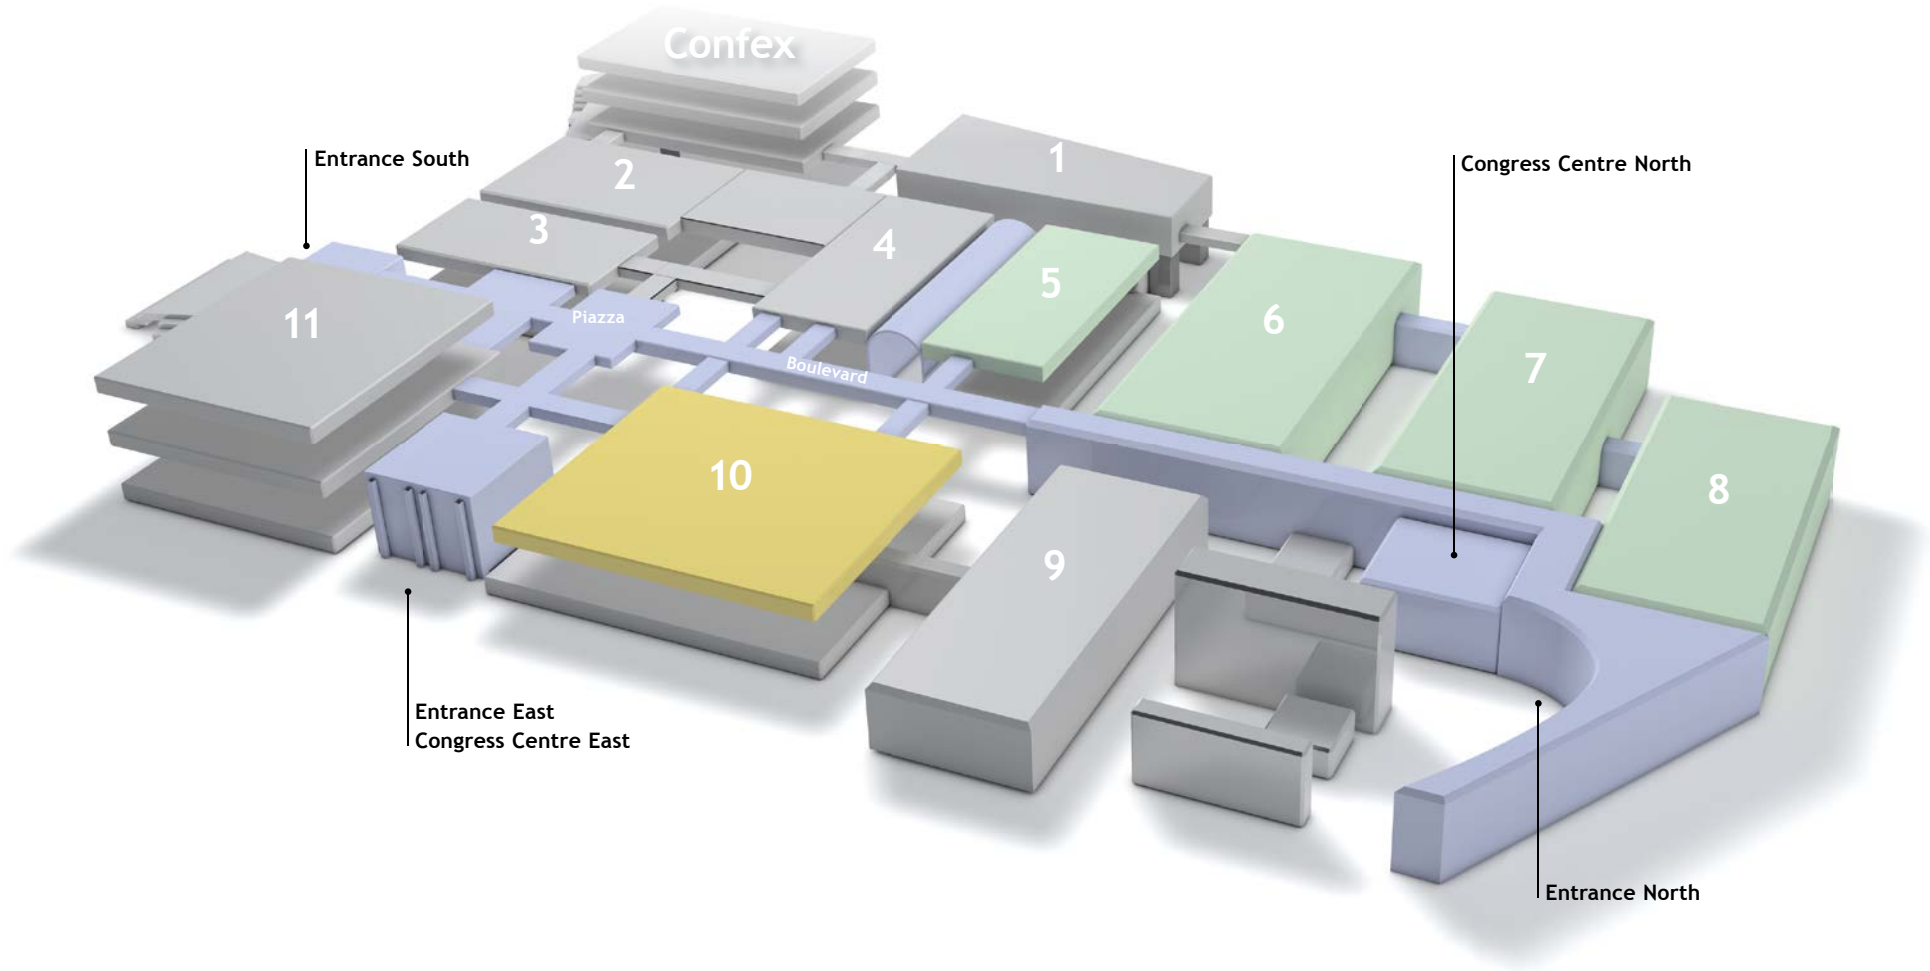 Confex
1
Entrance South
Congress Centre North
2
3
4
5
11
Piazza
6
Boulevard
7
10
8
9
Entrance East
Congress Centre East
Entrance North